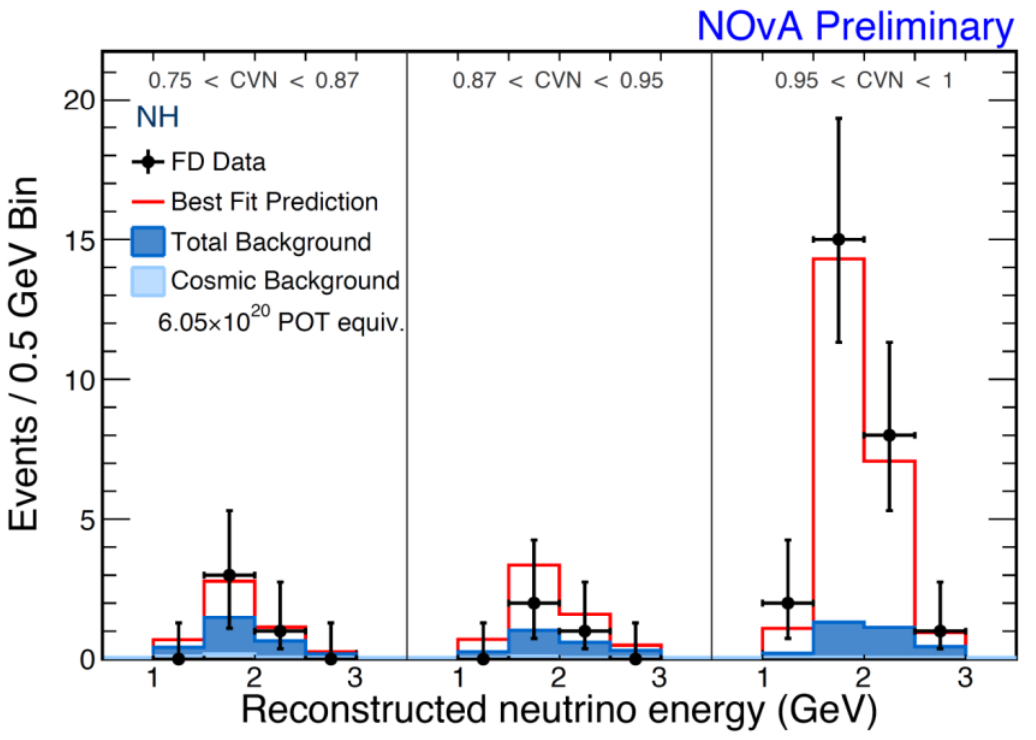 NOvA Preliminary
0.75 < CVN < 0.87
0.87 < CVN < 0.95
0.95 < CVN < 1
NH
FD Data
Best Fit Prediction
Total Background
Cosmic Background
6.05×10²⁰ POT equiv.
Events / 0.5 GeV Bin
20
15
10
5
0
1 2 3 1 2 3 1 2 3
Reconstructed neutrino energy (GeV)